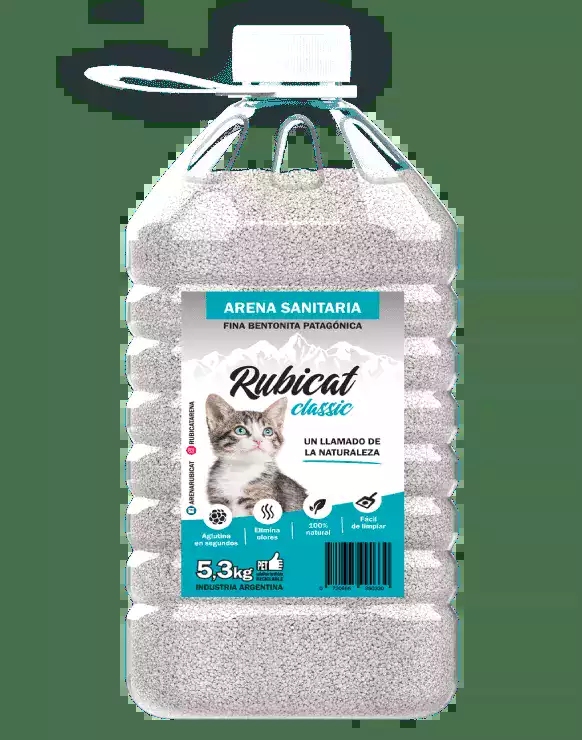 ARENA SANITARIA
FINA BENTONITA PATAGÓNICA
Rubicat
classic
UN LLAMADO DE
LA NATURALEZA
RUBICATARENA
ARENARUBICAT
Aglutina
en segundos
Elimina
olores
100%
natural
Fácil
de limpiar
5,3kg
PET
RECICLABLE
INDUSTRIA ARGENTINA